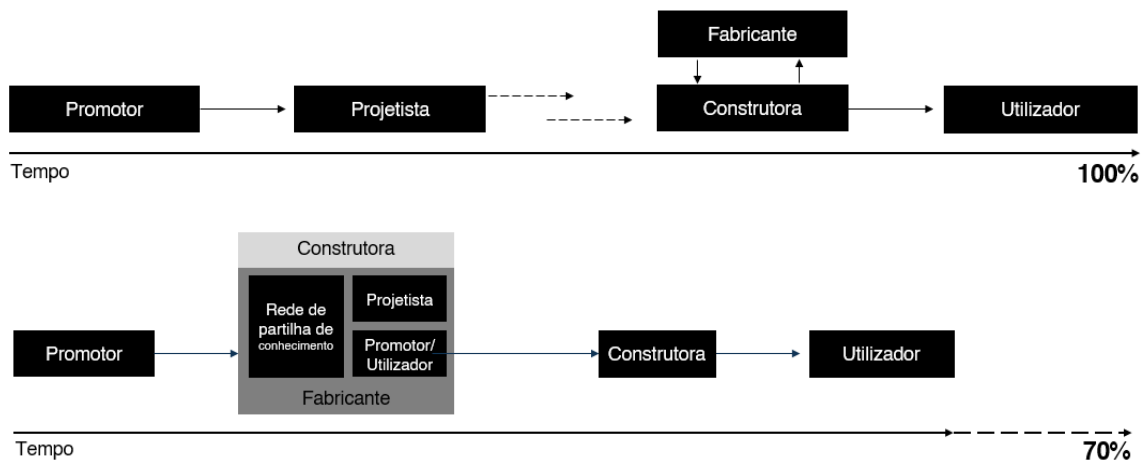 Fabricante
Promotor
Projetista
Construtora
Utilizador
Tempo
100%
Construtora
Rede de
partilha de
conhecimento
Projetista
Promotor/
Utilizador
Fabricante
Promotor
Construtora
Utilizador
Tempo
70%